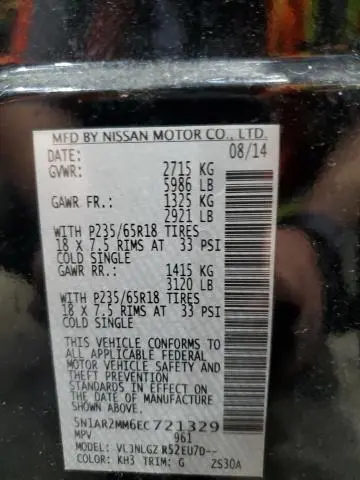 MFD BY NISSAN MOTOR CO., LTD.
DATE: 08/14
GVWR: 2715 KG
5986 LB
GAWR FR.: 1325 KG
2921 LB
WITH P235/65R18 TIRES
18 X 7.5 RIMS AT 33 PSI
COLD SINGLE
GAWR RR.: 1415 KG
3120 LB
WITH P235/65R18 TIRES
18 X 7.5 RIMS AT 33 PSI
COLD SINGLE
THIS VEHICLE CONFORMS TO
ALL APPLICABLE FEDERAL
MOTOR VEHICLE SAFETY
AND THEFT PREVENTION
STANDARDS IN EFFECT ON
THE DATE OF MANUFACTURE
SHOWN ABOVE.
5N1AR2MM6EC721329
MPV 961
MODEL: VL3NLGZ R52EU7D--
COLOR: KH3 TRIM: G ZS30A